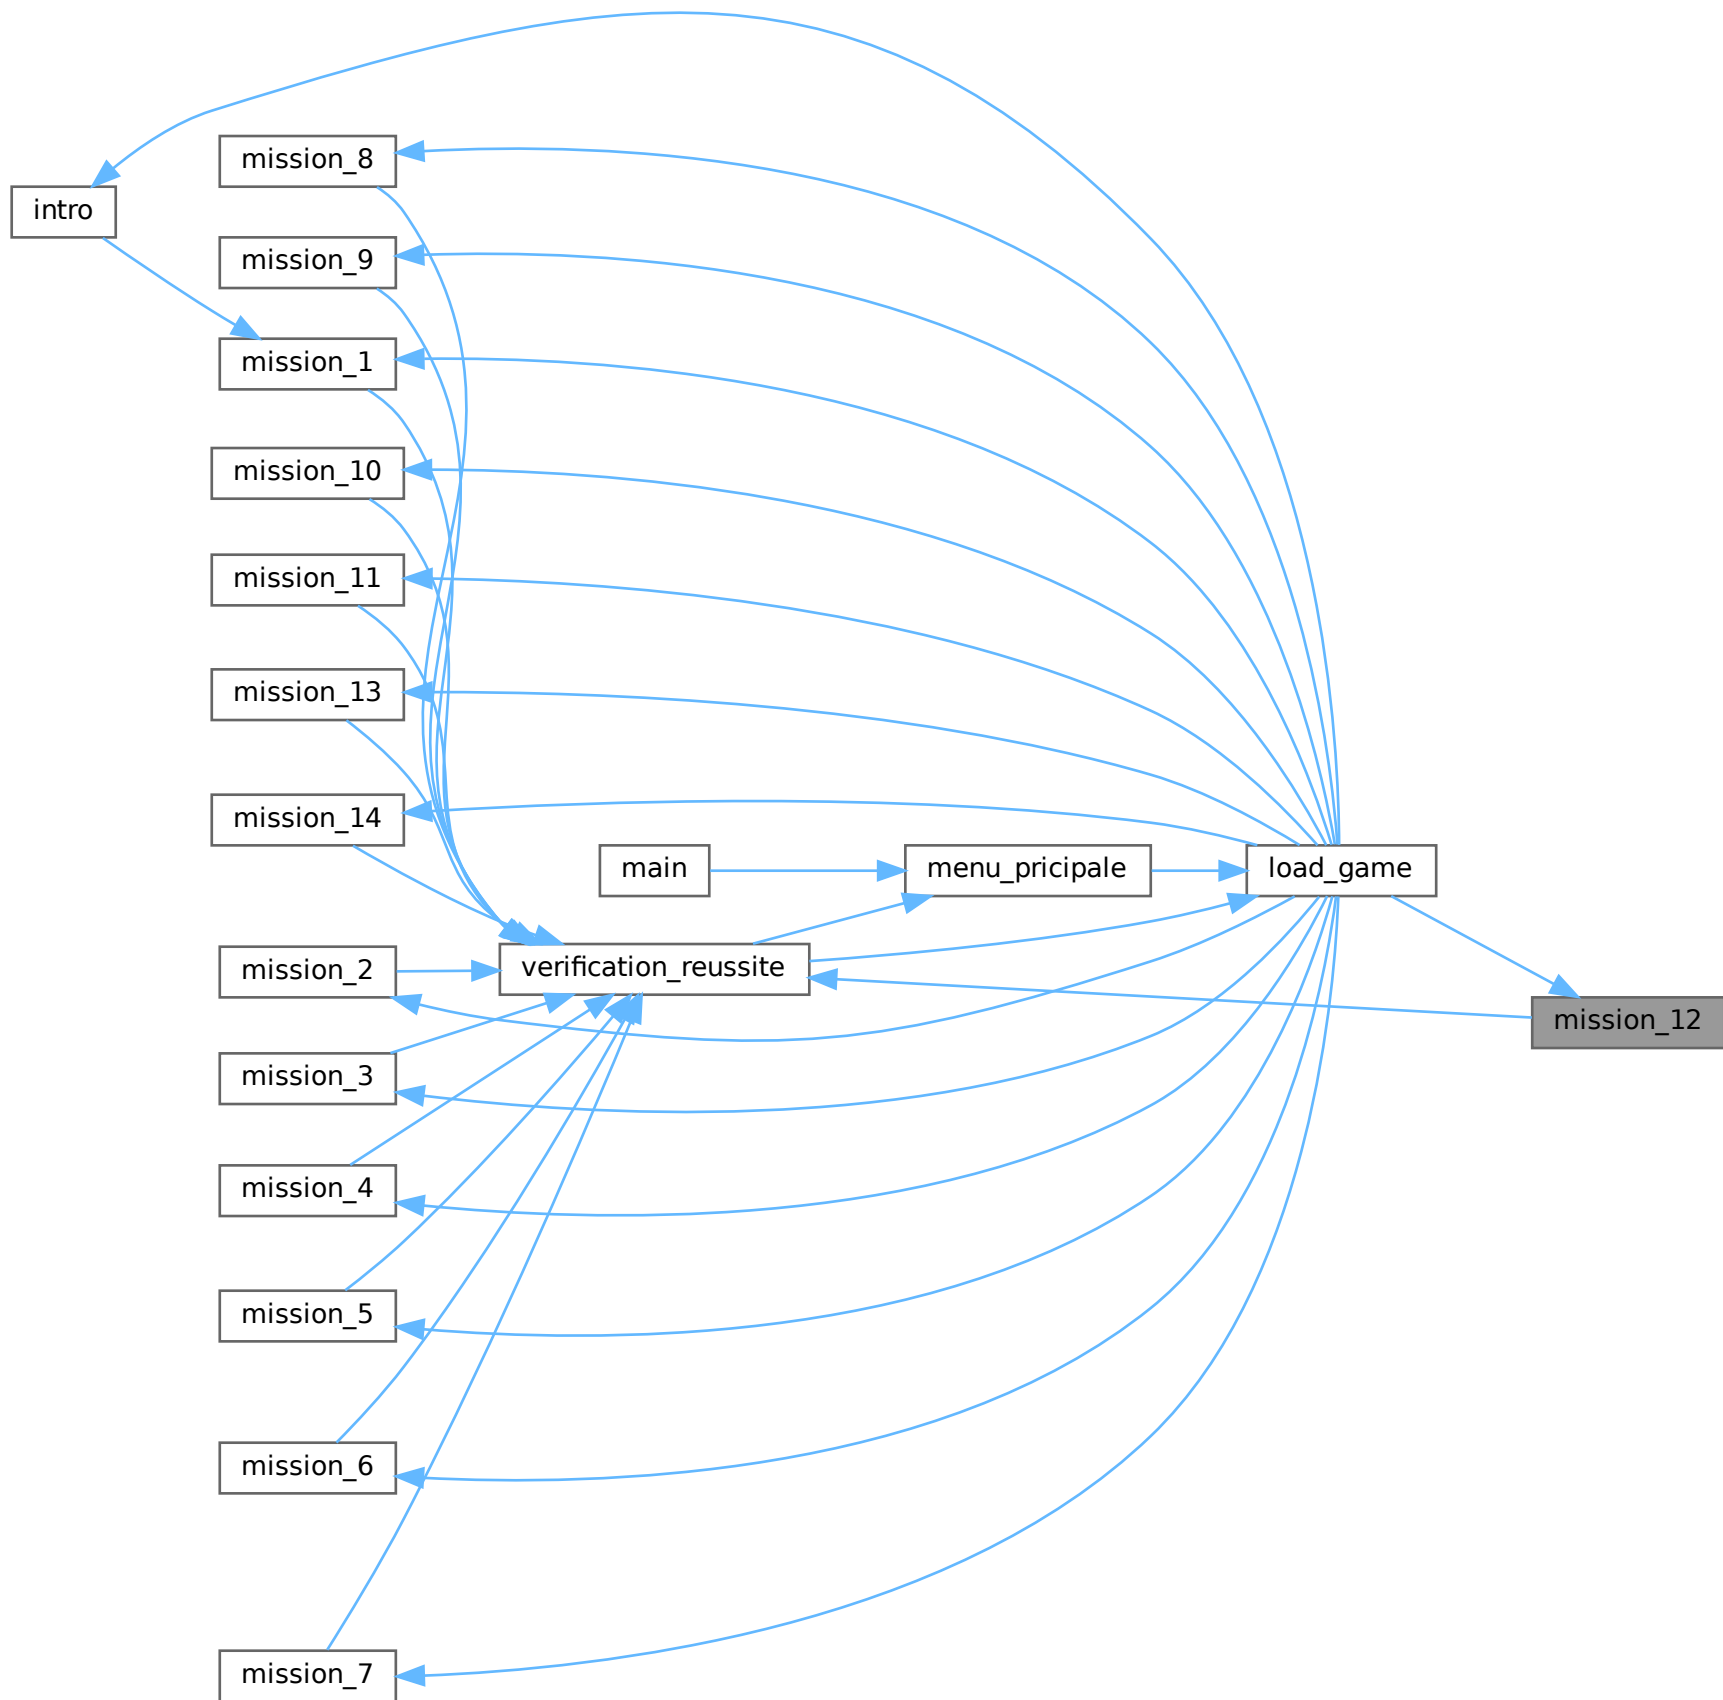 mission_8
intro
mission_9
mission_1
mission_10
mission_11
mission_13
mission_14
main
menu_pricipale
load_game
mission_2
verification_reussite
mission_12
mission_3
mission_4
mission_5
mission_6
mission_7